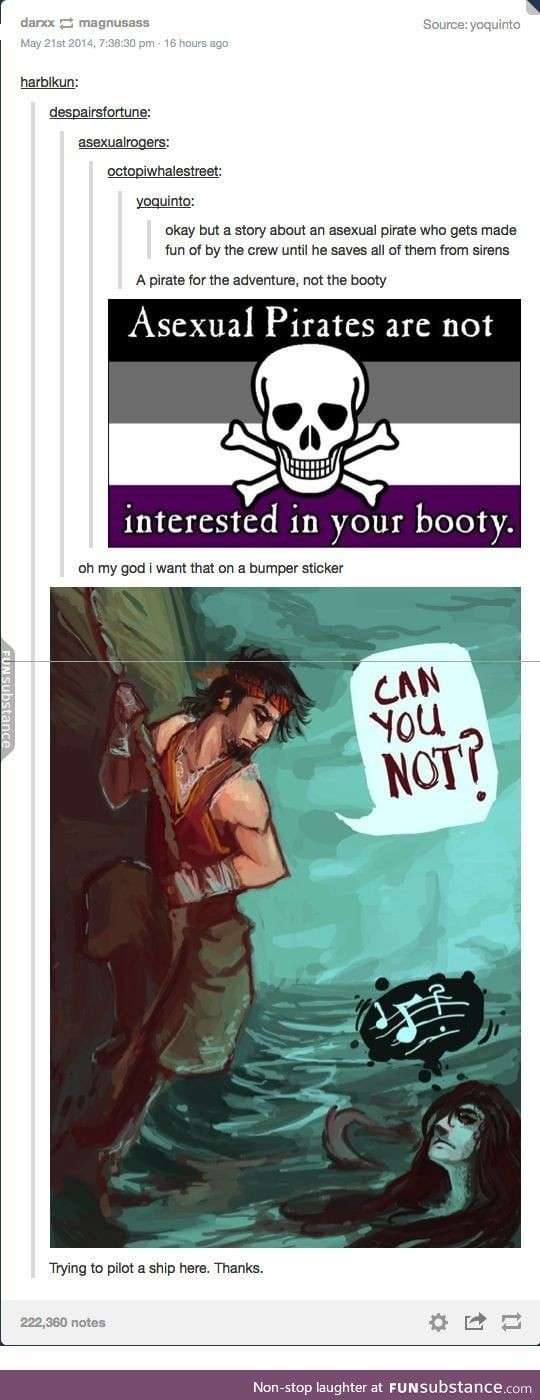 darxx magnusass
Source: yoquinto
May 21st 2014, 7:38:30 pm · 16 hours ago
harblkun:
despairsfortune:
asexualrogers:
octopiwhalestreet:
yoquinto:
okay but a story about an asexual pirate who gets made
fun of by the crew until he saves all of them from sirens
A pirate for the adventure, not the booty
Asexual Pirates are not
interested in your booty.
oh my god i want that on a bumper sticker
FUNsubstance
CAN
YOU
NOT?
Trying to pilot a ship here. Thanks.
222,360 notes
Non-stop laughter at FUNsubstance.com